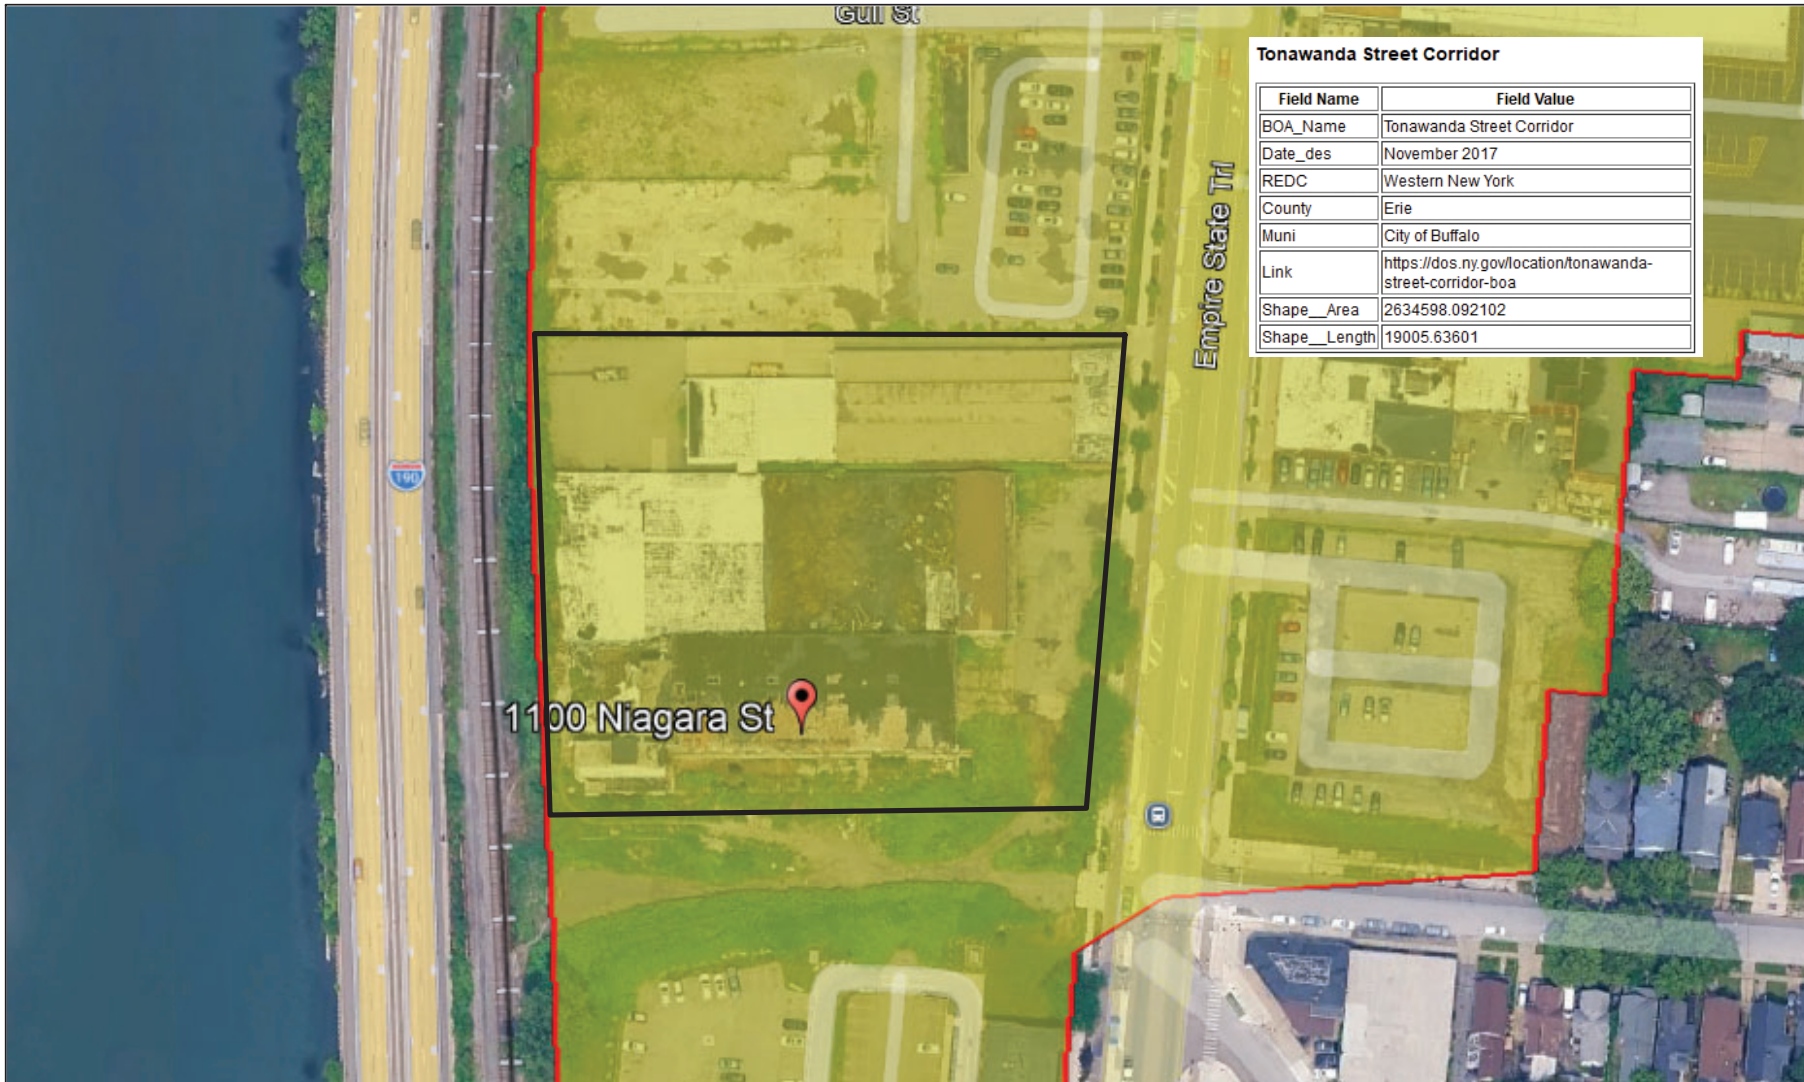 Gull St
Tonawanda Street Corridor
Field Name Field Value
BOA_Name Tonawanda Street Corridor
Date_des November 2017
REDC Western New York
County Erie
Muni City of Buffalo
Link https://dos.ny.gov/location/tonawanda-
street-corridor-boa
Shape__Area 2634598.092102
Shape__Length 19005.63601
Empire State Trl
190
1100 Niagara St